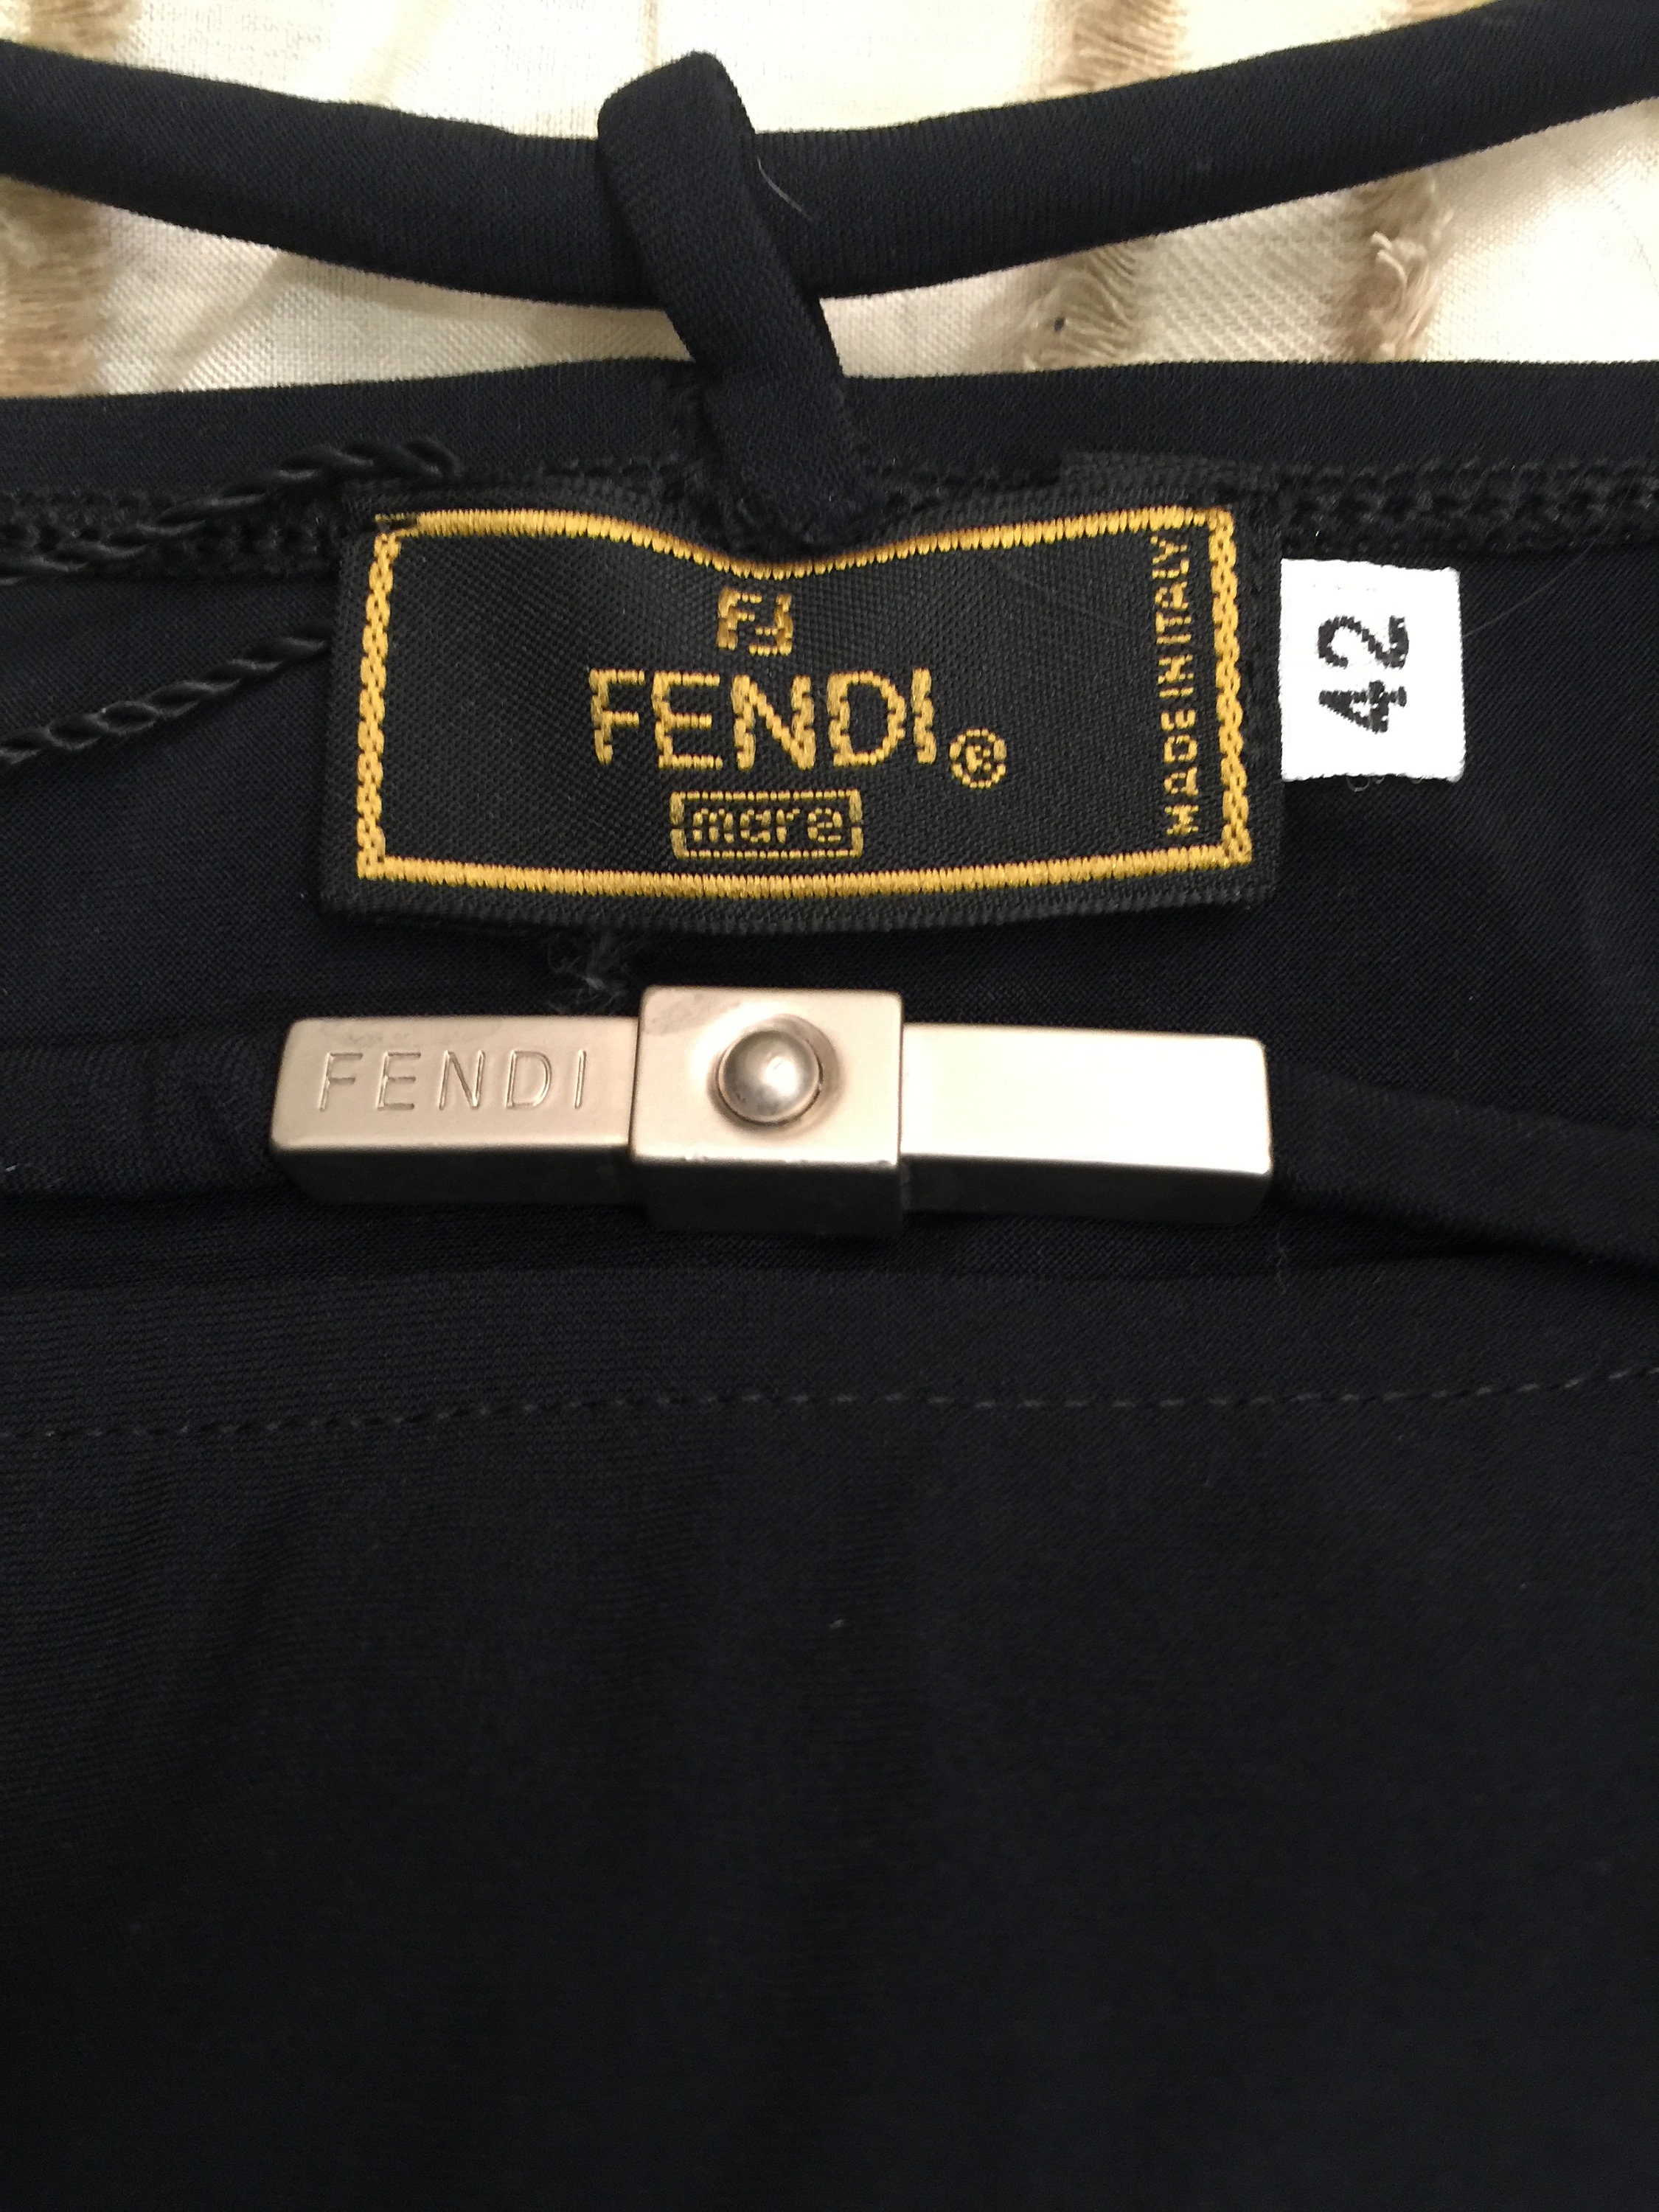 FF
FENDI®
mare
MADE IN ITALY
42
FENDI